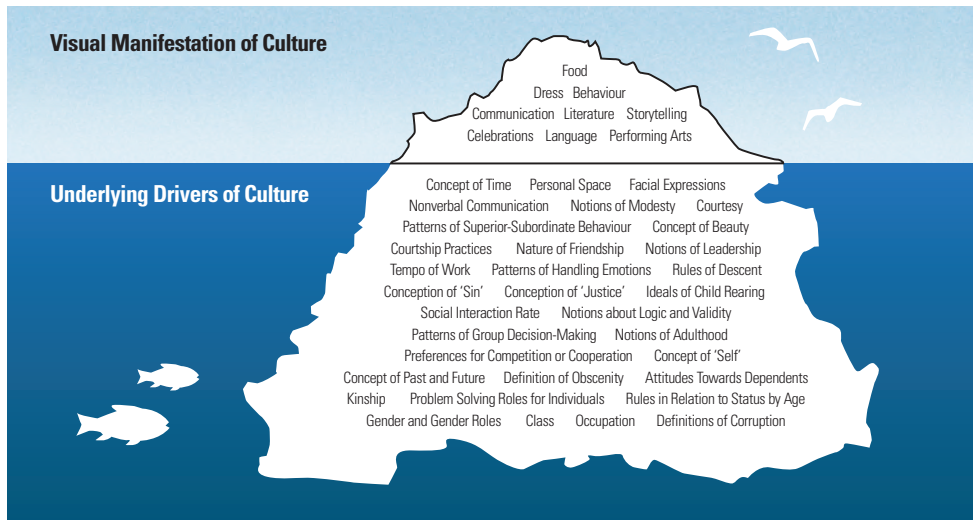 Visual Manifestation of Culture
Food
Dress Behaviour
Communication Literature Storytelling
Celebrations Language Performing Arts
Underlying Drivers of Culture
Concept of Time Personal Space Facial Expressions
Nonverbal Communication Notions of Modesty Courtesy
Patterns of Superior-Subordinate Behaviour Concept of Beauty
Courtship Practices Nature of Friendship Notions of Leadership
Tempo of Work Patterns of Handling Emotions Rules of Descent
Conception of ‘Sin’ Conception of ‘Justice’ Ideals of Child Rearing
Social Interaction Rate Notions about Logic and Validity
Patterns of Group Decision-Making Notions of Adulthood
Preferences for Competition or Cooperation Concept of ‘Self’
Concept of Past and Future Definition of Obscenity Attitudes Towards Dependents
Kinship Problem Solving Roles for Individuals Rules in Relation to Status by Age
Gender and Gender Roles Class Occupation Definitions of Corruption